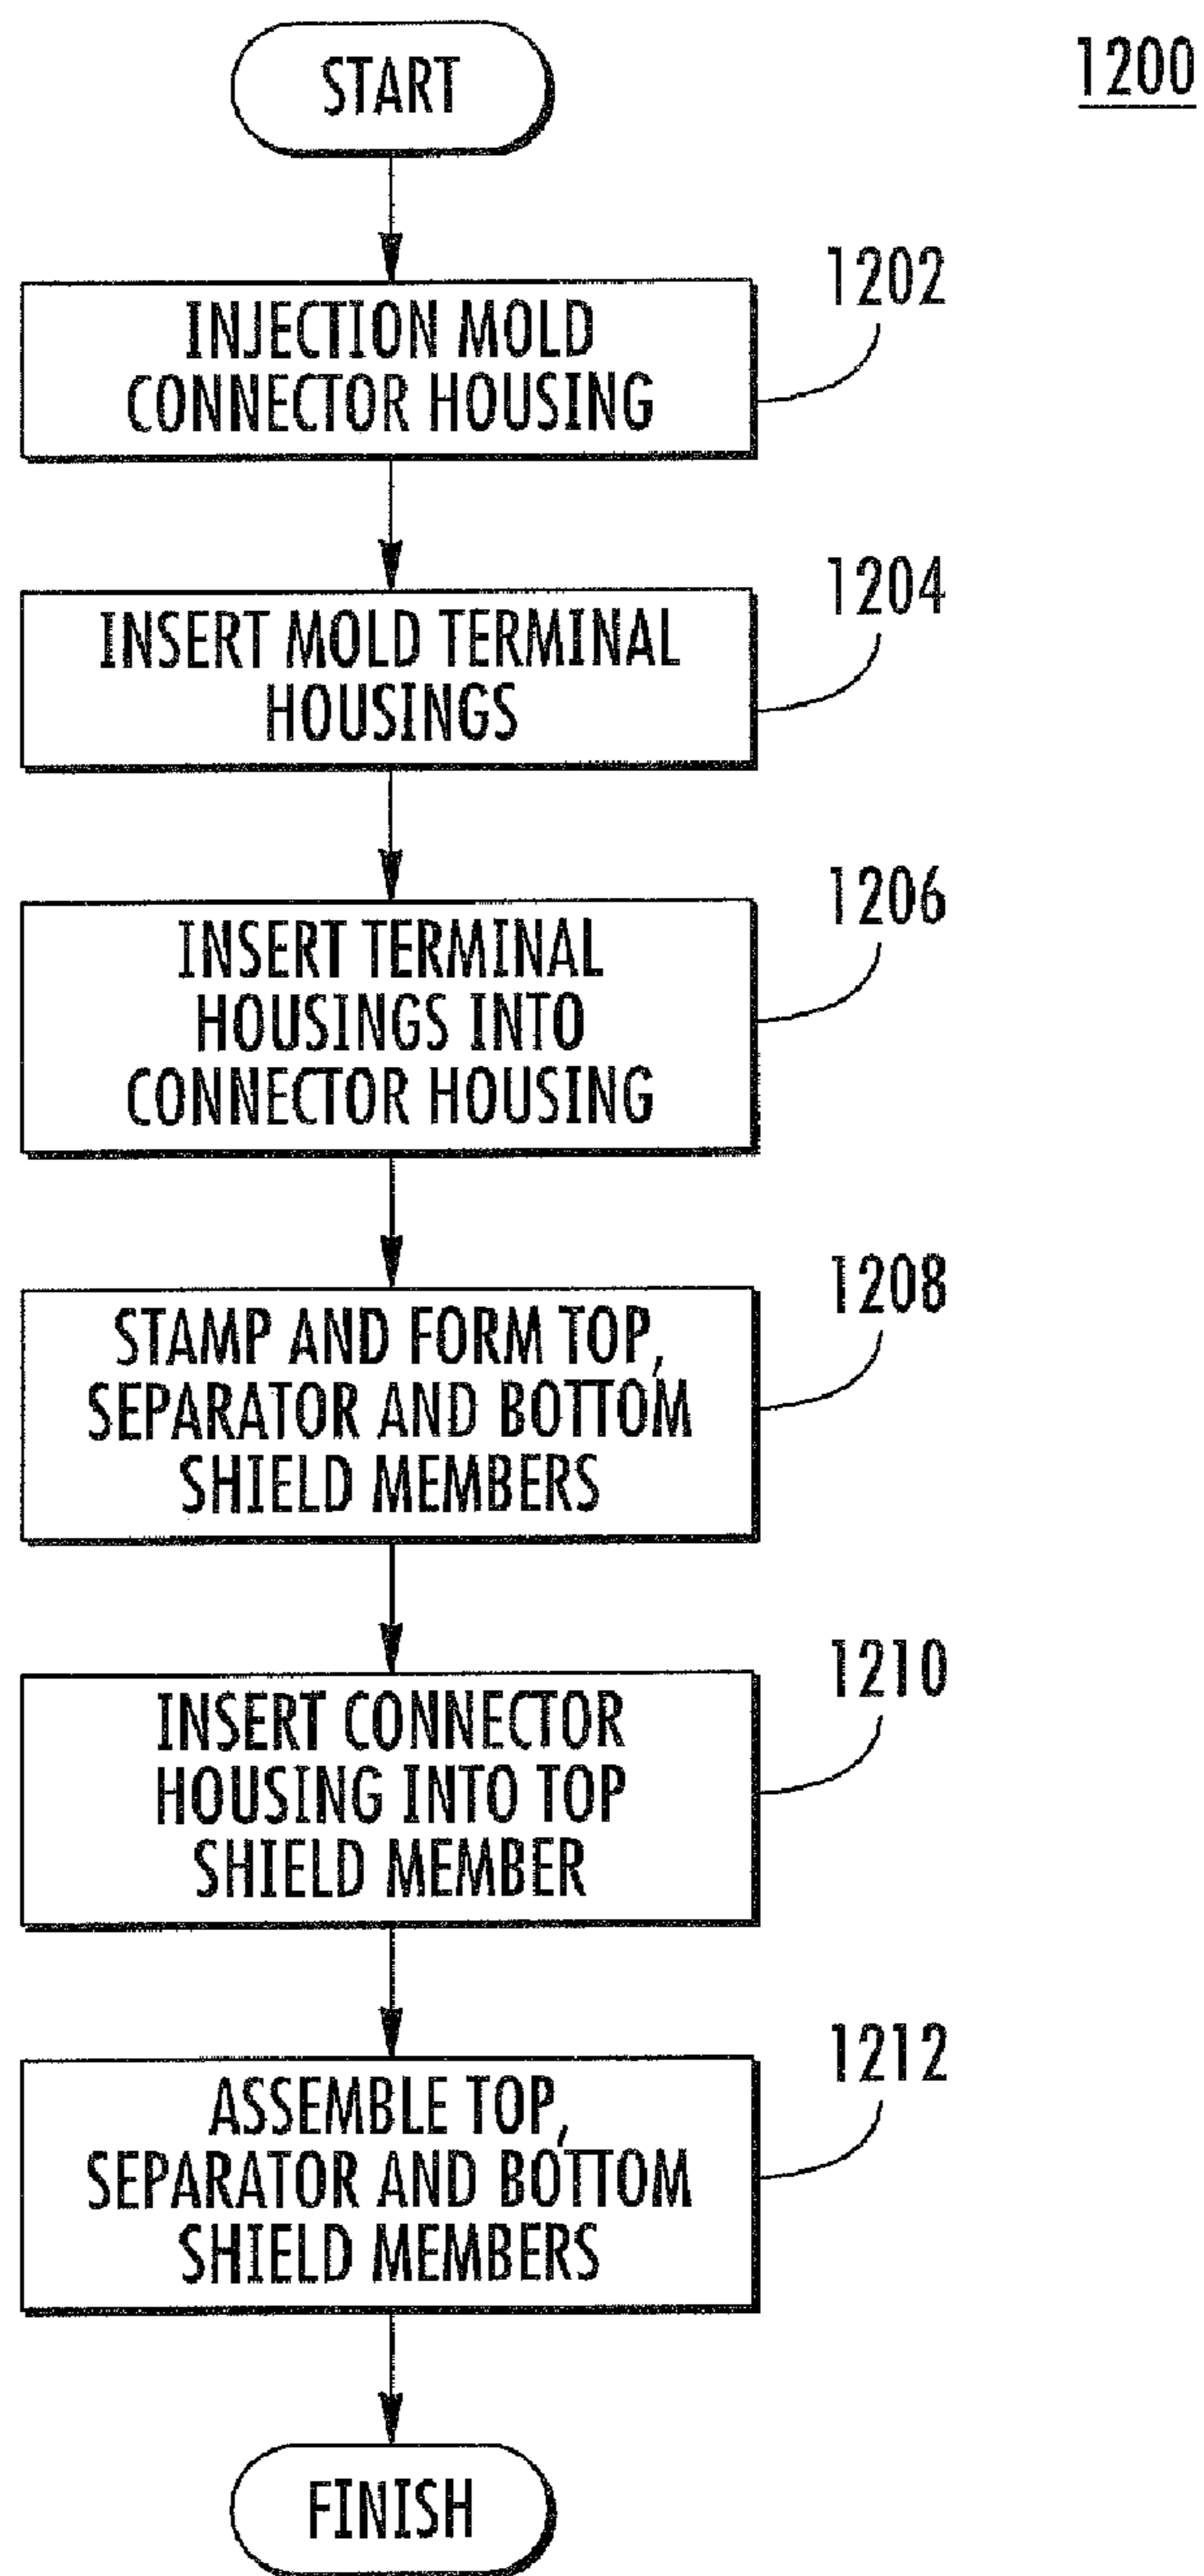 START
1200
INJECTION MOLD
CONNECTOR HOUSING
1202
INSERT MOLD TERMINAL
HOUSINGS
1204
INSERT TERMINAL
HOUSINGS INTO
CONNECTOR HOUSING
1206
STAMP AND FORM TOP,
SEPARATOR AND BOTTOM
SHIELD MEMBERS
1208
INSERT CONNECTOR
HOUSING INTO TOP
SHIELD MEMBER
1210
ASSEMBLE TOP,
SEPARATOR AND BOTTOM
SHIELD MEMBERS
1212
FINISH